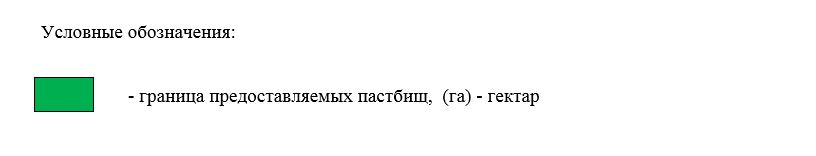 Условные обозначения:
- граница предоставляемых пастбищ,  (га) - гектар